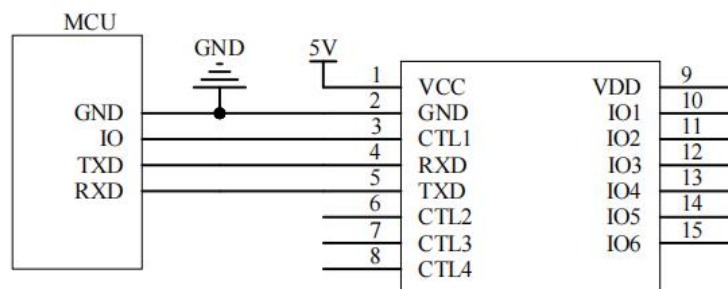 MCU
GND 5V
1 VCC VDD 9
GND 2 GND IO1 10
IO 3 CTL1 IO2 11
TXD 4 RXD IO3 12
RXD 5 TXD IO4 13
6 CTL2 IO5 14
7 CTL3 IO6 15
8 CTL4